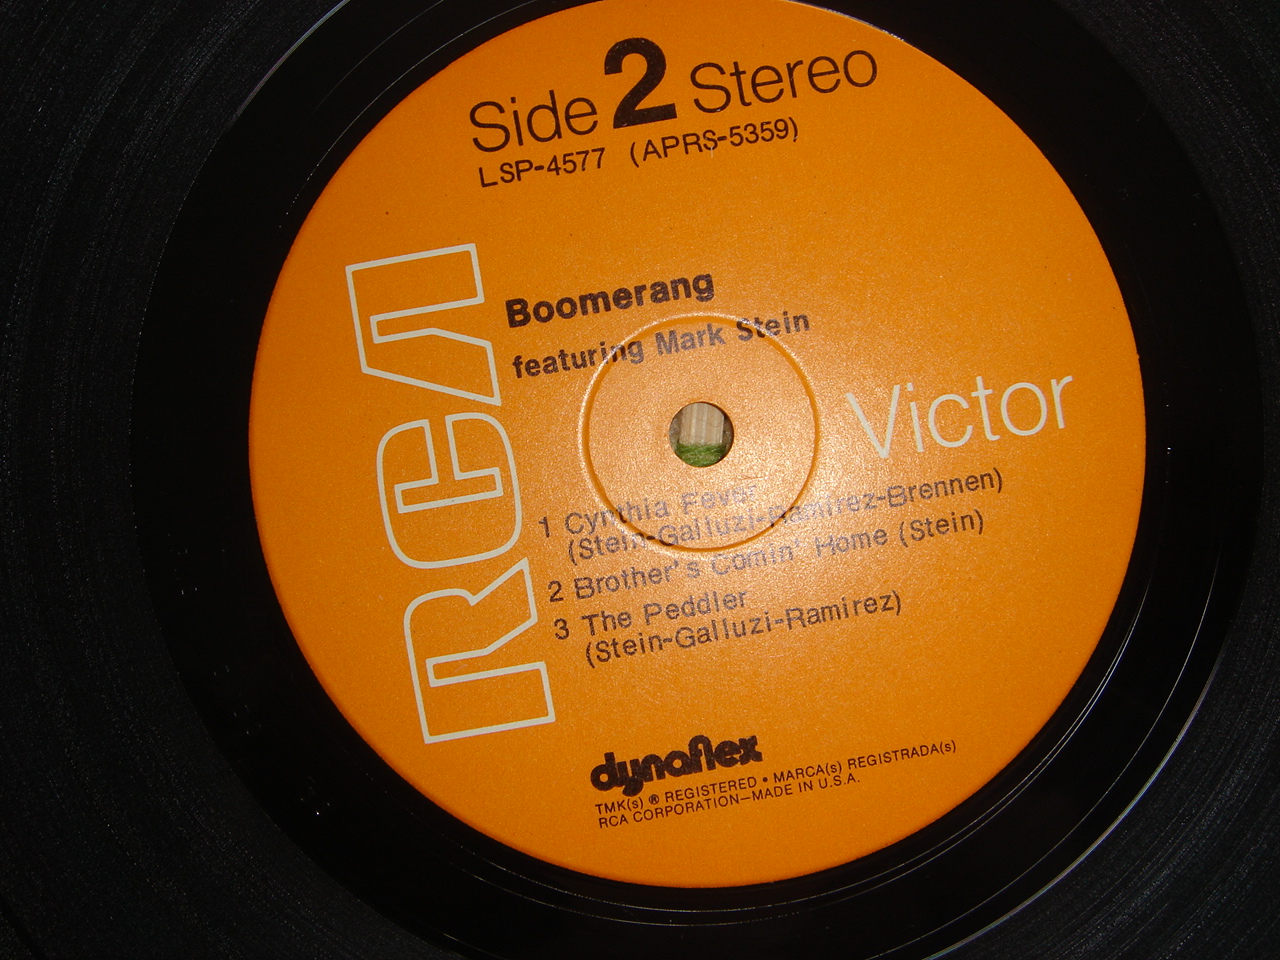 Side 2 Stereo
LSP-4577 (APRS-5359)
RCA
Boomerang
featuring Mark Stein
Victor
1 Cynthia Fever
(Stein-Galluzi-Ramirez-Brennen)
2 Brother's Comin' Home (Stein)
3 The Peddler
(Stein-Galluzi-Ramirez)
dynaflex
TMK(s) ® REGISTERED • MARCA(s) REGISTRADA(s)
RCA CORPORATION—MADE IN U.S.A.